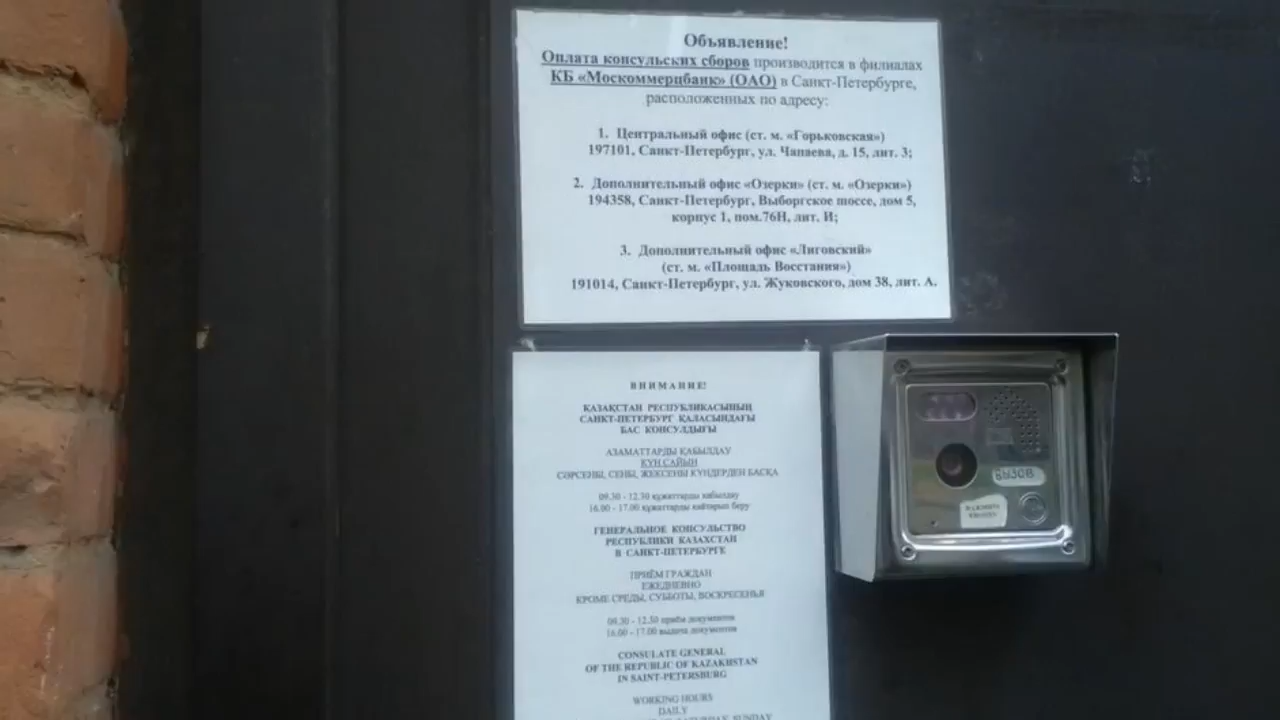 Объявление!
Оплата консульских сборов производится в филиалах
КБ «Москоммерцбанк» (ОАО) в Санкт-Петербурге,
расположенных по адресу:
1. Центральный офис (ст. м. «Горьковская»)
197101, Санкт-Петербург, ул. Чапаева, д. 15, лит. 3;
2. Дополнительный офис «Озерки» (ст. м. «Озерки»)
194358, Санкт-Петербург, Выборгское шоссе, дом 5,
корпус 1, пом.76Н, лит. И;
3. Дополнительный офис «Лиговский»
(ст. м. «Площадь Восстания»)
191014, Санкт-Петербург, ул. Жуковского, дом 38, лит. А.
ВНИМАНИЕ!
ҚАЗАҚСТАН РЕСПУБЛИКАСЫНЫҢ
САНКТ-ПЕТЕРБУРГ ҚАЛАСЫНДАҒЫ
БАС КОНСУЛДЫҒЫ
АЗАМАТТАРДЫ ҚАБЫЛДАУ
КҮН САЙЫН
СӘРСЕНБІ, СЕНБІ, ЖЕКСЕНБІ КҮНДЕРДЕН БАСҚА
09.30 - 12.30 құжаттарды қабылдау
16.00 - 17.00 құжаттарды қайтарып беру
ГЕНЕРАЛЬНОЕ КОНСУЛЬСТВО
РЕСПУБЛИКИ КАЗАХСТАН
В САНКТ-ПЕТЕРБУРГЕ
ПРИЁМ ГРАЖДАН
ЕЖЕДНЕВНО
КРОМЕ СРЕДЫ, СУББОТЫ, ВОСКРЕСЕНЬЯ
09.30 - 12.30 приём документов
16.00 - 17.00 выдача документов
CONSULATE GENERAL
OF THE REPUBLIC OF KAZAKHSTAN
IN SAINT-PETERSBURG
WORKING HOURS
DAILY
SATURDAY, SUNDAY
ВЫЗОВ
НАЖМИТЕ
КНОПКУ